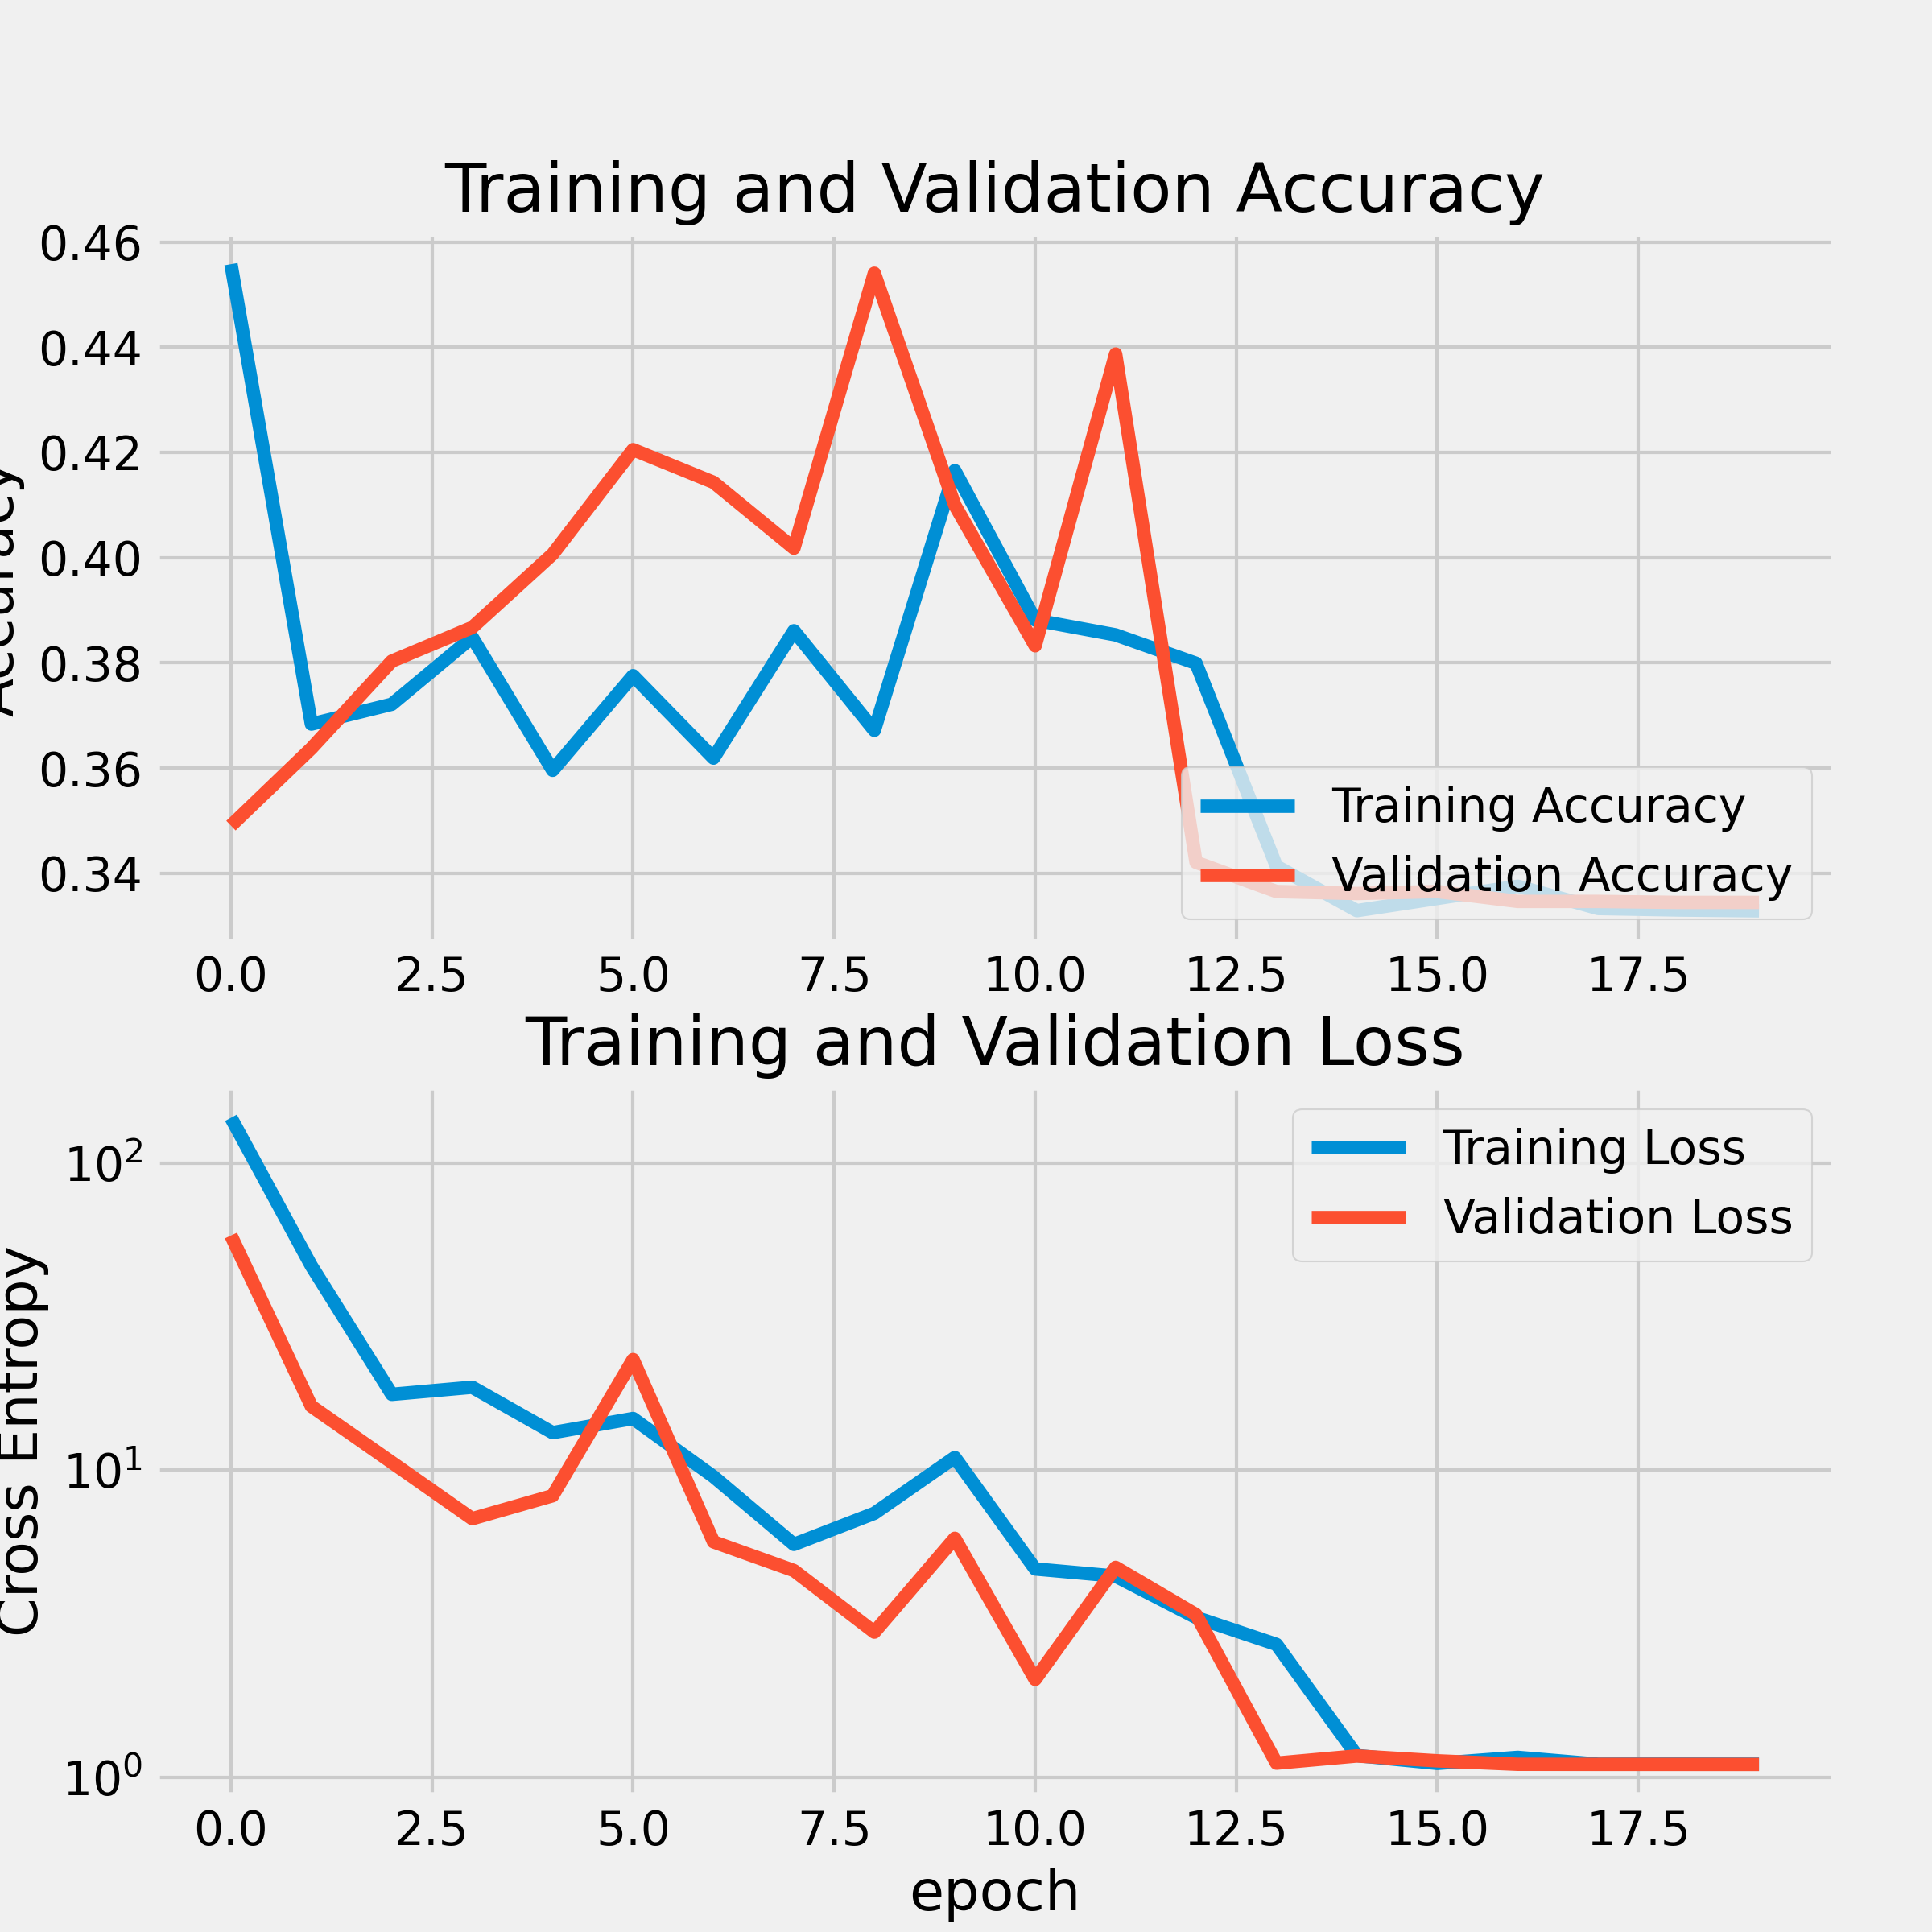 Training and Validation Accuracy
Accuracy
0.46
0.44
0.42
0.40
0.38
0.36
0.34
Training Accuracy
Validation Accuracy
0.0 2.5 5.0 7.5 10.0 12.5 15.0 17.5
Training and Validation Loss
Cross Entropy
10²
10¹
10⁰
Training Loss
Validation Loss
0.0 2.5 5.0 7.5 10.0 12.5 15.0 17.5
epoch